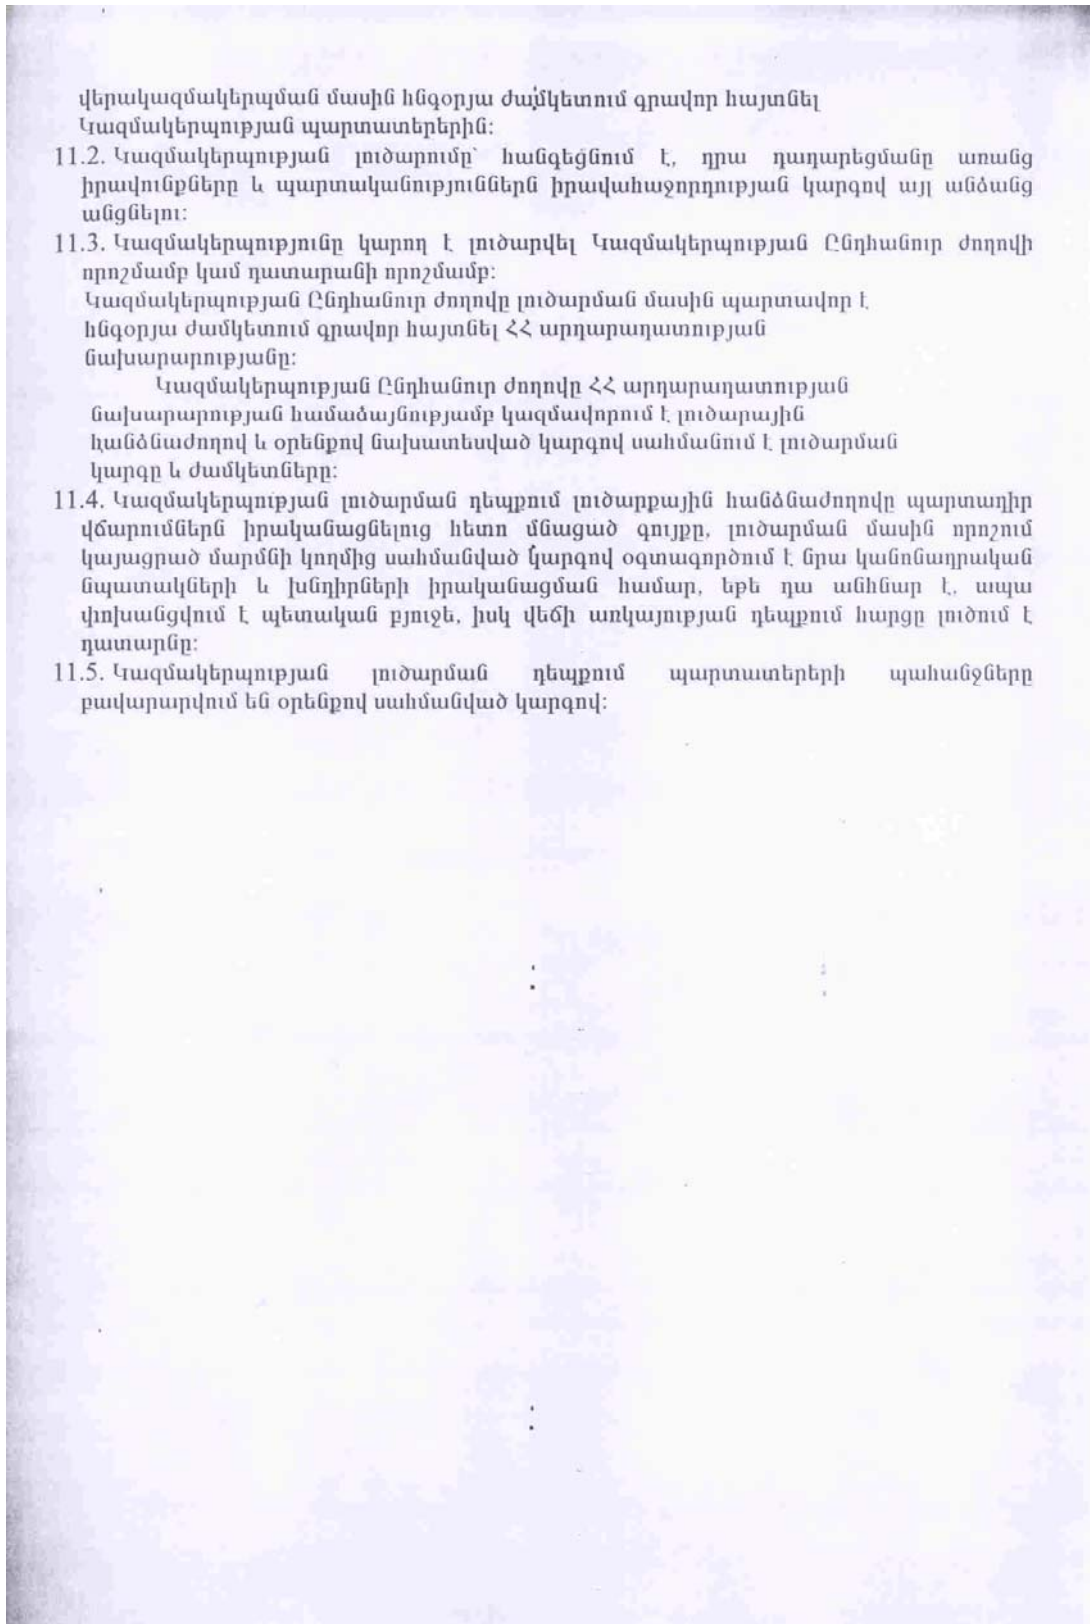 վերակազմակերպման մասին հնգօրյա ժամկետում գրավոր հայտնել
Կազմակերպության պարտատերերին:
11.2. Կազմակերպության լուծարումը՝ հանգեցնում է, դրա դադարեցմանը առանց
իրավունքները և պարտականություններն իրավահաջորդության կարգով այլ անձանց
անցնելու:
11.3. Կազմակերպությունը կարող է լուծարվել Կազմակերպության Ընդհանուր ժողովի
որոշմամբ կամ դատարանի որոշմամբ:
Կազմակերպության Ընդհանուր ժողովը լուծարման մասին պարտավոր է
հնգօրյա ժամկետում գրավոր հայտնել ՀՀ արդարադատության
նախարարությանը:
Կազմակերպության Ընդհանուր ժողովը ՀՀ արդարադատության
նախարարության համաձայնությամբ կազմավորում է լուծարային
հանձնաժողով և օրենքով նախատեսված կարգով սահմանում է լուծարման
կարգը և ժամկետները:
11.4. Կազմակերպության լուծարման դեպքում լուծարքային հանձնաժողովը պարտադիր
վճարումներն իրականացնելուց հետո մնացած գույքը, լուծարման մասին որոշում
կայացրած մարմնի կողմից սահմանված կարգով օգտագործում է նրա կանոնադրական
նպատակների և խնդիրների իրականացման համար, եթե դա անհնար է, ապա
փոխանցվում է պետական բյուջե, իսկ վեճի առկայության դեպքում հարցը լուծում է
դատարնը:
11.5. Կազմակերպության լուծարման դեպքում պարտատերերի պահանջները
բավարարվում են օրենքով սահմանված կարգով: